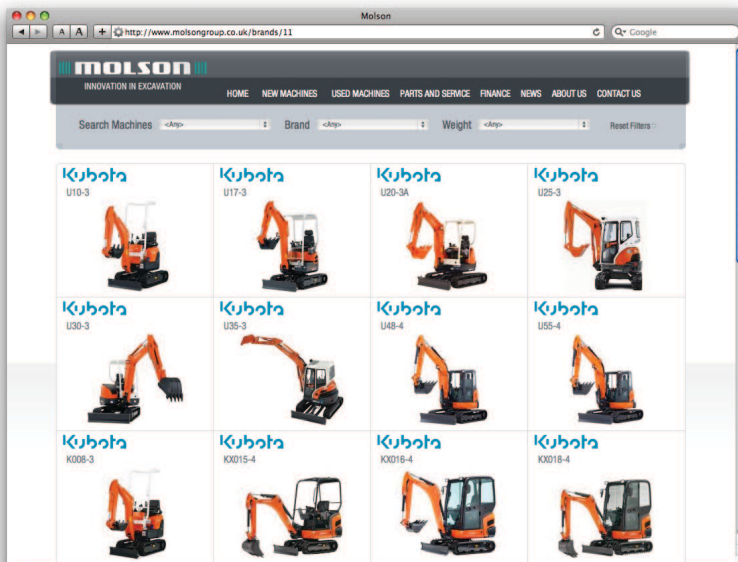 Molson
A A + http://www.molsongroup.co.uk/brands/11 Google
MOLSON
INNOVATION IN EXCAVATION
HOME NEW MACHINES USED MACHINES PARTS AND SERVICE FINANCE NEWS ABOUT US CONTACT US
Search Machines <Any> Brand <Any> Weight <Any> Reset Filters
Kubota Kubota Kubota Kubota
U10-3 U17-3 U20-3A U25-3
Kubota Kubota Kubota Kubota
U30-3 U35-3 U48-4 U55-4
Kubota Kubota Kubota Kubota
K008-3 KX015-4 KX016-4 KX018-4